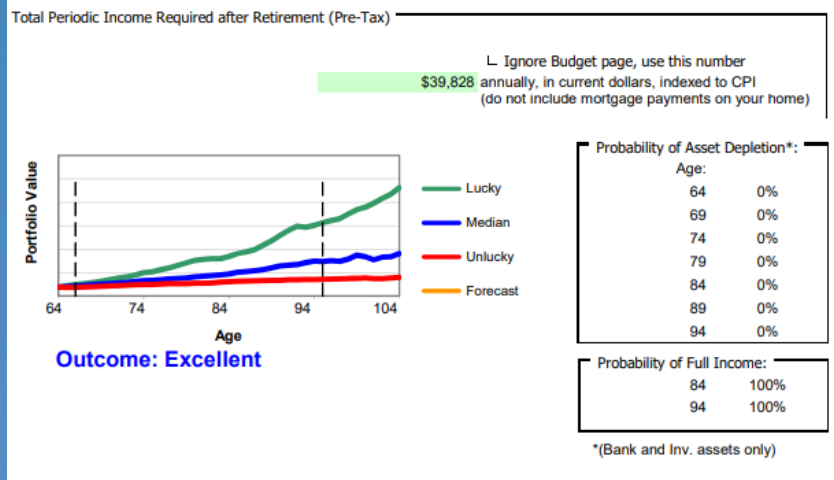 Total Periodic Income Required after Retirement (Pre-Tax)
Ignore Budget page, use this number
$39,828 annually, in current dollars, indexed to CPI
(do not include mortgage payments on your home)
Portfolio Value
64 74 84 94 104
Age
Lucky
Median
Unlucky
Forecast
Outcome: Excellent
Probability of Asset Depletion*:
Age:
64 0%
69 0%
74 0%
79 0%
84 0%
89 0%
94 0%
Probability of Full Income:
84 100%
94 100%
*(Bank and Inv. assets only)